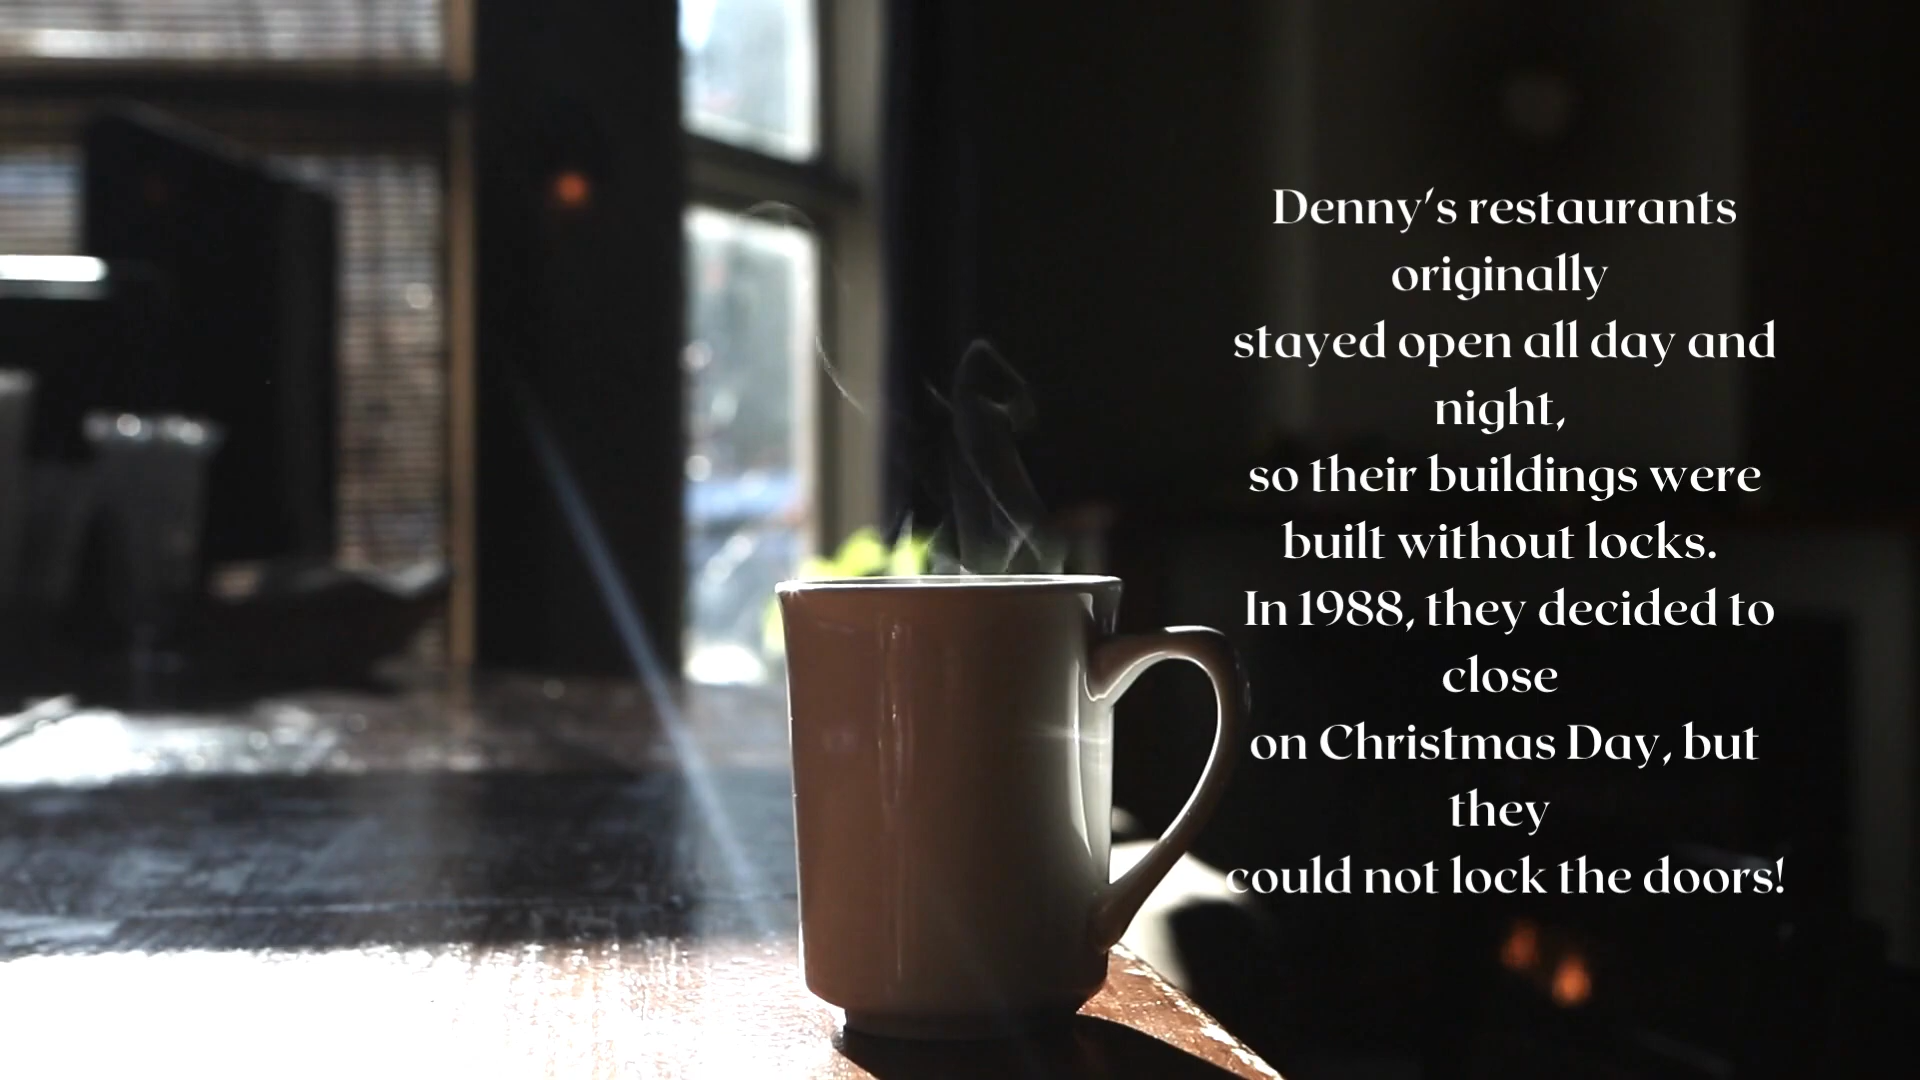 Denny's restaurants
originally
stayed open all day and
night,
so their buildings were
built without locks.
In 1988, they decided to
close
on Christmas Day, but
they
could not lock the doors!